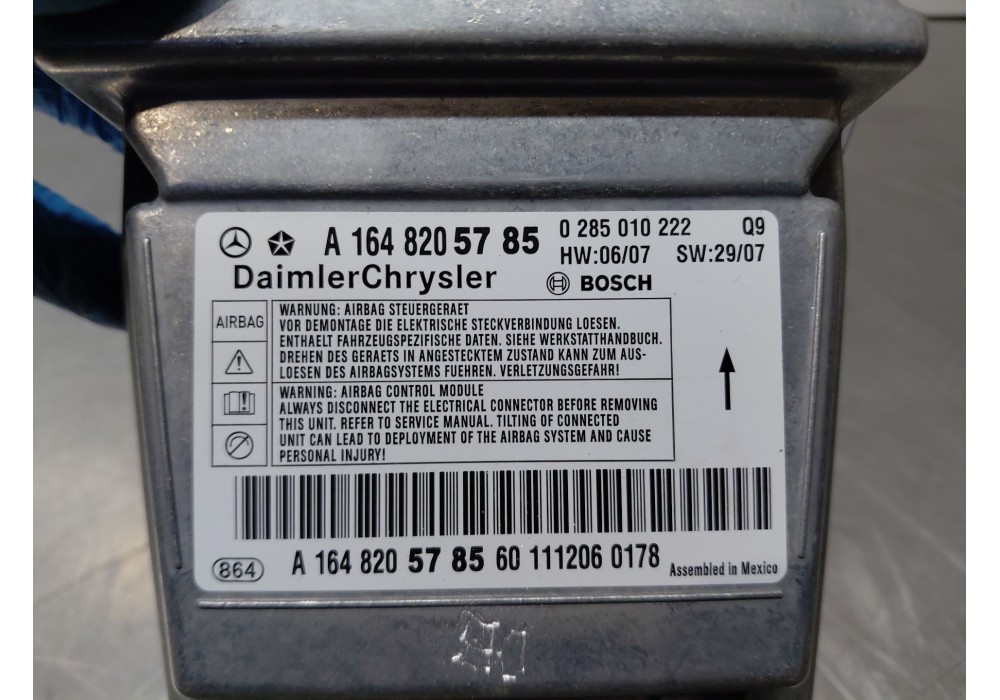 A 164 820 57 85
0 285 010 222 Q9
HW:06/07 SW:29/07
DaimlerChrysler
BOSCH
AIRBAG
WARNUNG: AIRBAG STEUERGERAET
VOR DEMONTAGE DIE ELEKTRISCHE STECKVERBINDUNG LOESEN.
ENTHAELT FAHRZEUGSPEZIFISCHE DATEN. SIEHE WERKSTATTHANDBUCH.
DREHEN DES GERAETS IN ANGESTECKTEM ZUSTAND KANN ZUM AUS-
LOESEN DES AIRBAGSYSTEMS FUEHREN. VERLETZUNGSGEFAHR!
WARNING: AIRBAG CONTROL MODULE
ALWAYS DISCONNECT THE ELECTRICAL CONNECTOR BEFORE REMOVING
THIS UNIT. REFER TO SERVICE MANUAL. TILTING OF CONNECTED
UNIT CAN LEAD TO DEPLOYMENT OF THE AIRBAG SYSTEM AND CAUSE
PERSONAL INJURY!
864
A 164 820 57 85 60 111206 0178
Assembled in Mexico